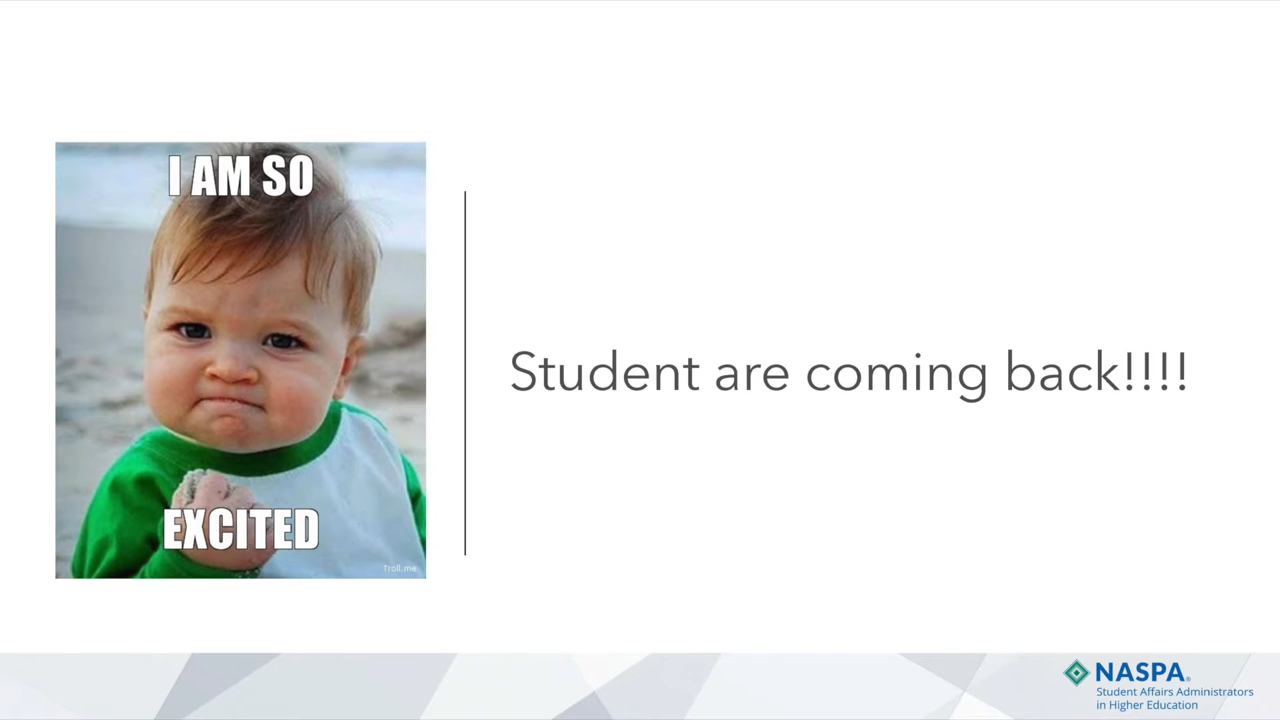 I AM SO
EXCITED
Troll.me
Student are coming back!!!!
NASPA®
Student Affairs Administrators
in Higher Education